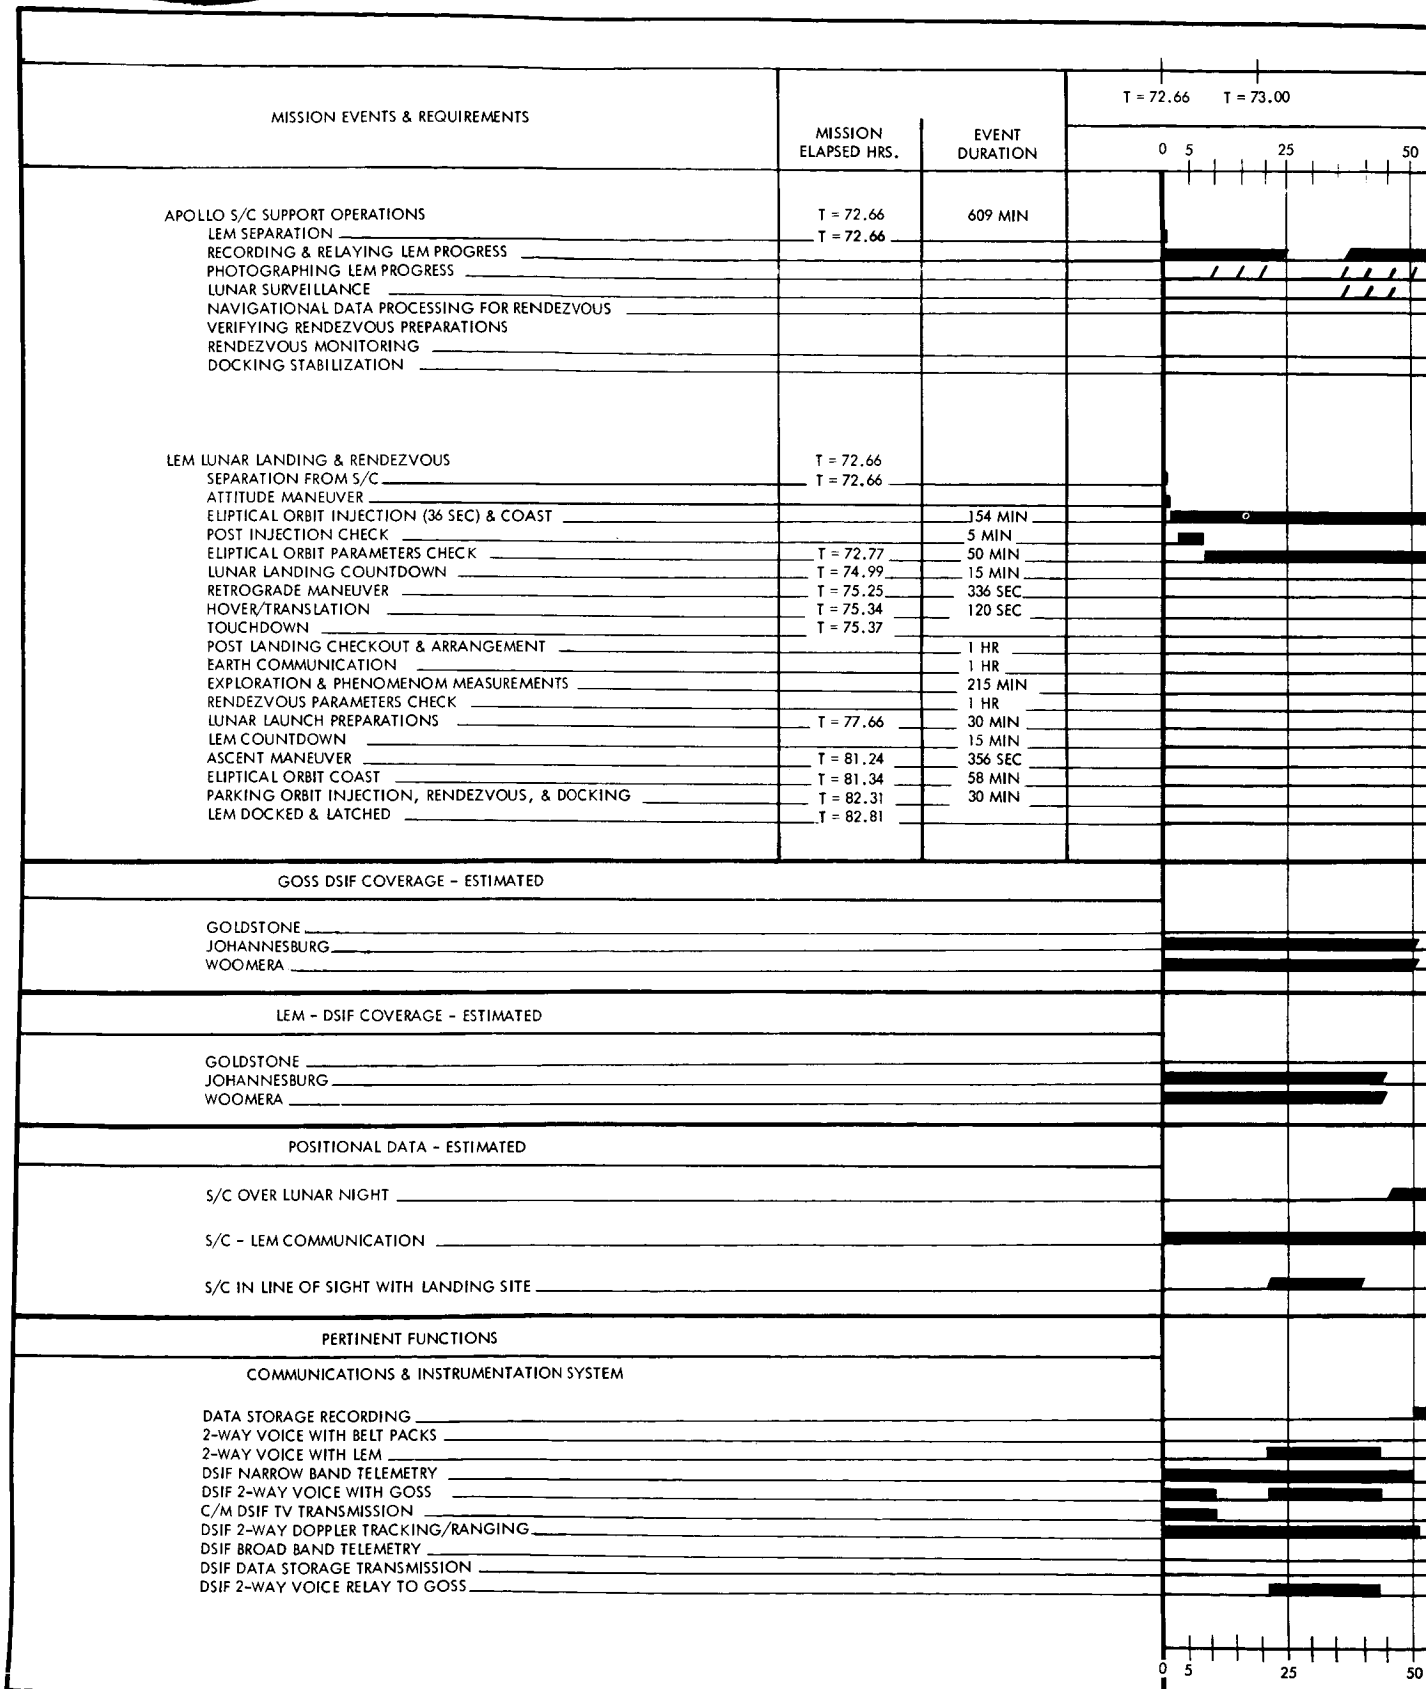 T = 72.66 T = 73.00
MISSION EVENTS & REQUIREMENTS
MISSION ELAPSED HRS.
EVENT DURATION
0 5 25 50
APOLLO S/C SUPPORT OPERATIONS T = 72.66 609 MIN
LEM SEPARATION T = 72.66
RECORDING & RELAYING LEM PROGRESS
PHOTOGRAPHING LEM PROGRESS
LUNAR SURVEILLANCE
NAVIGATIONAL DATA PROCESSING FOR RENDEZVOUS
VERIFYING RENDEZVOUS PREPARATIONS
RENDEZVOUS MONITORING
DOCKING STABILIZATION
LEM LUNAR LANDING & RENDEZVOUS T = 72.66
SEPARATION FROM S/C T = 72.66
ATTITUDE MANEUVER
ELIPTICAL ORBIT INJECTION (36 SEC) & COAST 154 MIN
POST INJECTION CHECK 5 MIN
ELIPTICAL ORBIT PARAMETERS CHECK T = 72.77 50 MIN
LUNAR LANDING COUNTDOWN T = 74.99 15 MIN
RETROGRADE MANEUVER T = 75.25 336 SEC
HOVER/TRANSLATION T = 75.34 120 SEC
TOUCHDOWN T = 75.37
POST LANDING CHECKOUT & ARRANGEMENT 1 HR
EARTH COMMUNICATION 1 HR
EXPLORATION & PHENOMENOM MEASUREMENTS 215 MIN
RENDEZVOUS PARAMETERS CHECK 1 HR
LUNAR LAUNCH PREPARATIONS T = 77.66 30 MIN
LEM COUNTDOWN 15 MIN
ASCENT MANEUVER T = 81.24 356 SEC
ELIPTICAL ORBIT COAST T = 81.34 58 MIN
PARKING ORBIT INJECTION, RENDEZVOUS, & DOCKING T = 82.31 30 MIN
LEM DOCKED & LATCHED T = 82.81
GOSS DSIF COVERAGE - ESTIMATED
GOLDSTONE
JOHANNESBURG
WOOMERA
LEM - DSIF COVERAGE - ESTIMATED
GOLDSTONE
JOHANNESBURG
WOOMERA
POSITIONAL DATA - ESTIMATED
S/C OVER LUNAR NIGHT
S/C - LEM COMMUNICATION
S/C IN LINE OF SIGHT WITH LANDING SITE
PERTINENT FUNCTIONS
COMMUNICATIONS & INSTRUMENTATION SYSTEM
DATA STORAGE RECORDING
2-WAY VOICE WITH BELT PACKS
2-WAY VOICE WITH LEM
DSIF NARROW BAND TELEMETRY
DSIF 2-WAY VOICE WITH GOSS
C/M DSIF TV TRANSMISSION
DSIF 2-WAY DOPPLER TRACKING/RANGING
DSIF BROAD BAND TELEMETRY
DSIF DATA STORAGE TRANSMISSION
DSIF 2-WAY VOICE RELAY TO GOSS
0 5 25 50